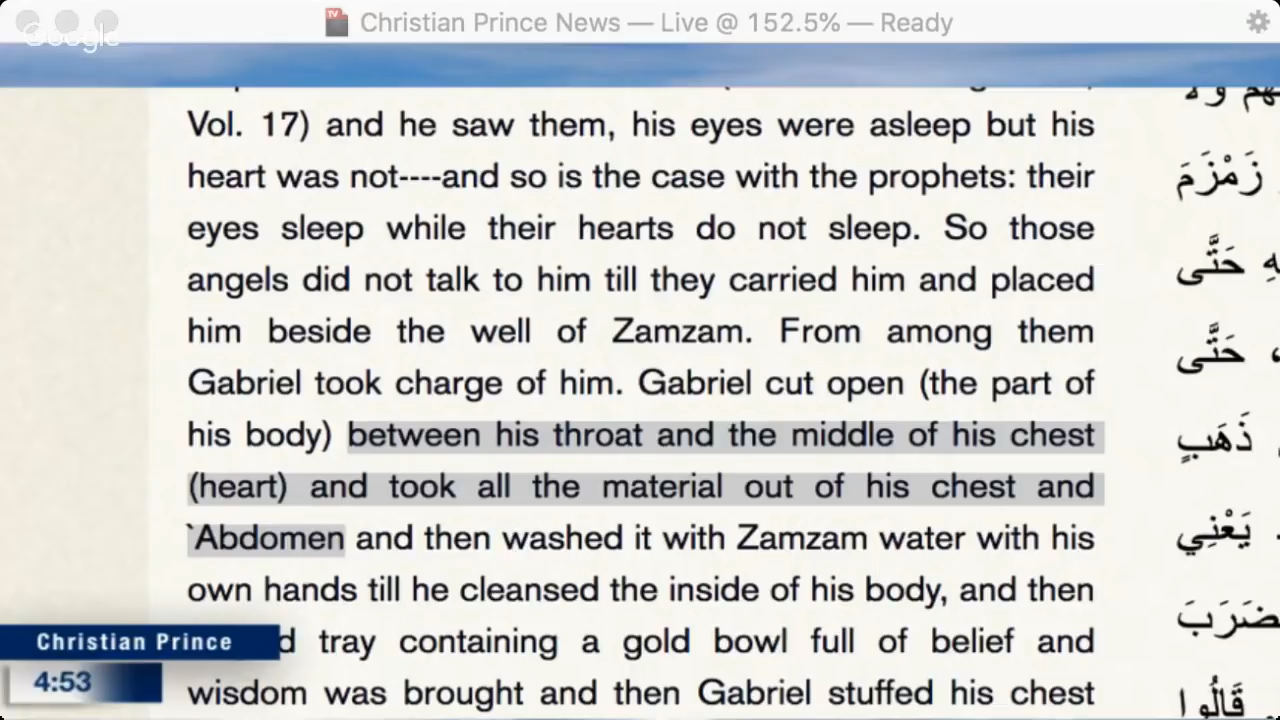 Christian Prince News — Live @ 152.5% — Ready
Google
Vol. 17) and he saw them, his eyes were asleep but his
heart was not----and so is the case with the prophets: their
eyes sleep while their hearts do not sleep. So those
angels did not talk to him till they carried him and placed
him beside the well of Zamzam. From among them
Gabriel took charge of him. Gabriel cut open (the part of
his body) between his throat and the middle of his chest
(heart) and took all the material out of his chest and
`Abdomen and then washed it with Zamzam water with his
own hands till he cleansed the inside of his body, and then
tray containing a gold bowl full of belief and
wisdom was brought and then Gabriel stuffed his chest
زَمْزَمَ
حَتَّى
حَتَّى
ذَهَبٍ
يَعْنِي
قَالُوا
Christian Prince
4:53